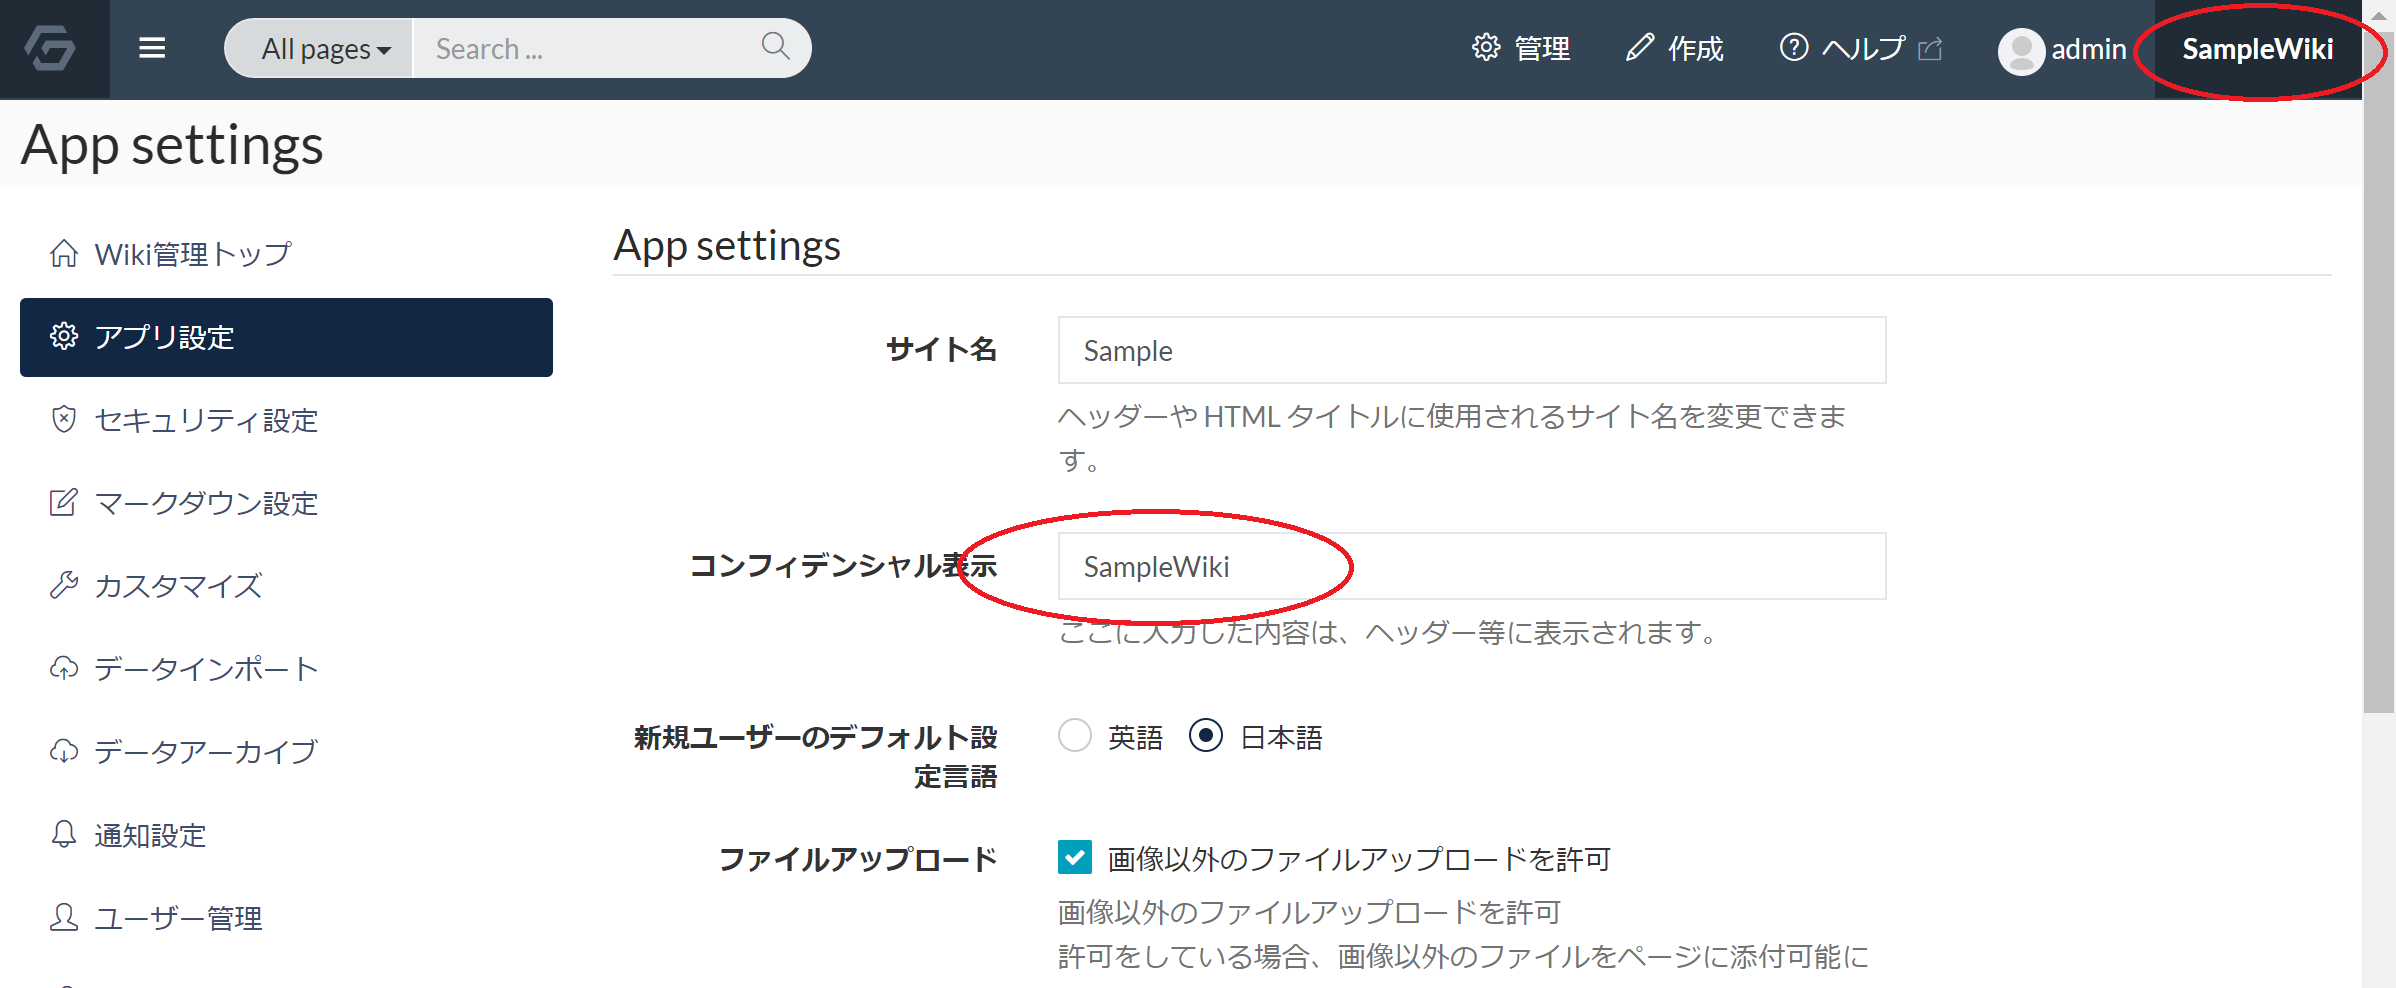 All pages
Search ...
管理
作成
ヘルプ
admin
SampleWiki
App settings
Wiki管理トップ
アプリ設定
セキュリティ設定
マークダウン設定
カスタマイズ
データインポート
データアーカイブ
通知設定
ユーザー管理
App settings
サイト名
Sample
ヘッダーや HTML タイトルに使用されるサイト名を変更できま
す。
コンフィデンシャル表示
SampleWiki
ここに入力した内容は、ヘッダー等に表示されます。
新規ユーザーのデフォルト設
定言語
英語
日本語
ファイルアップロード
画像以外のファイルアップロードを許可
画像以外のファイルアップロードを許可
許可をしている場合、画像以外のファイルをページに添付可能に